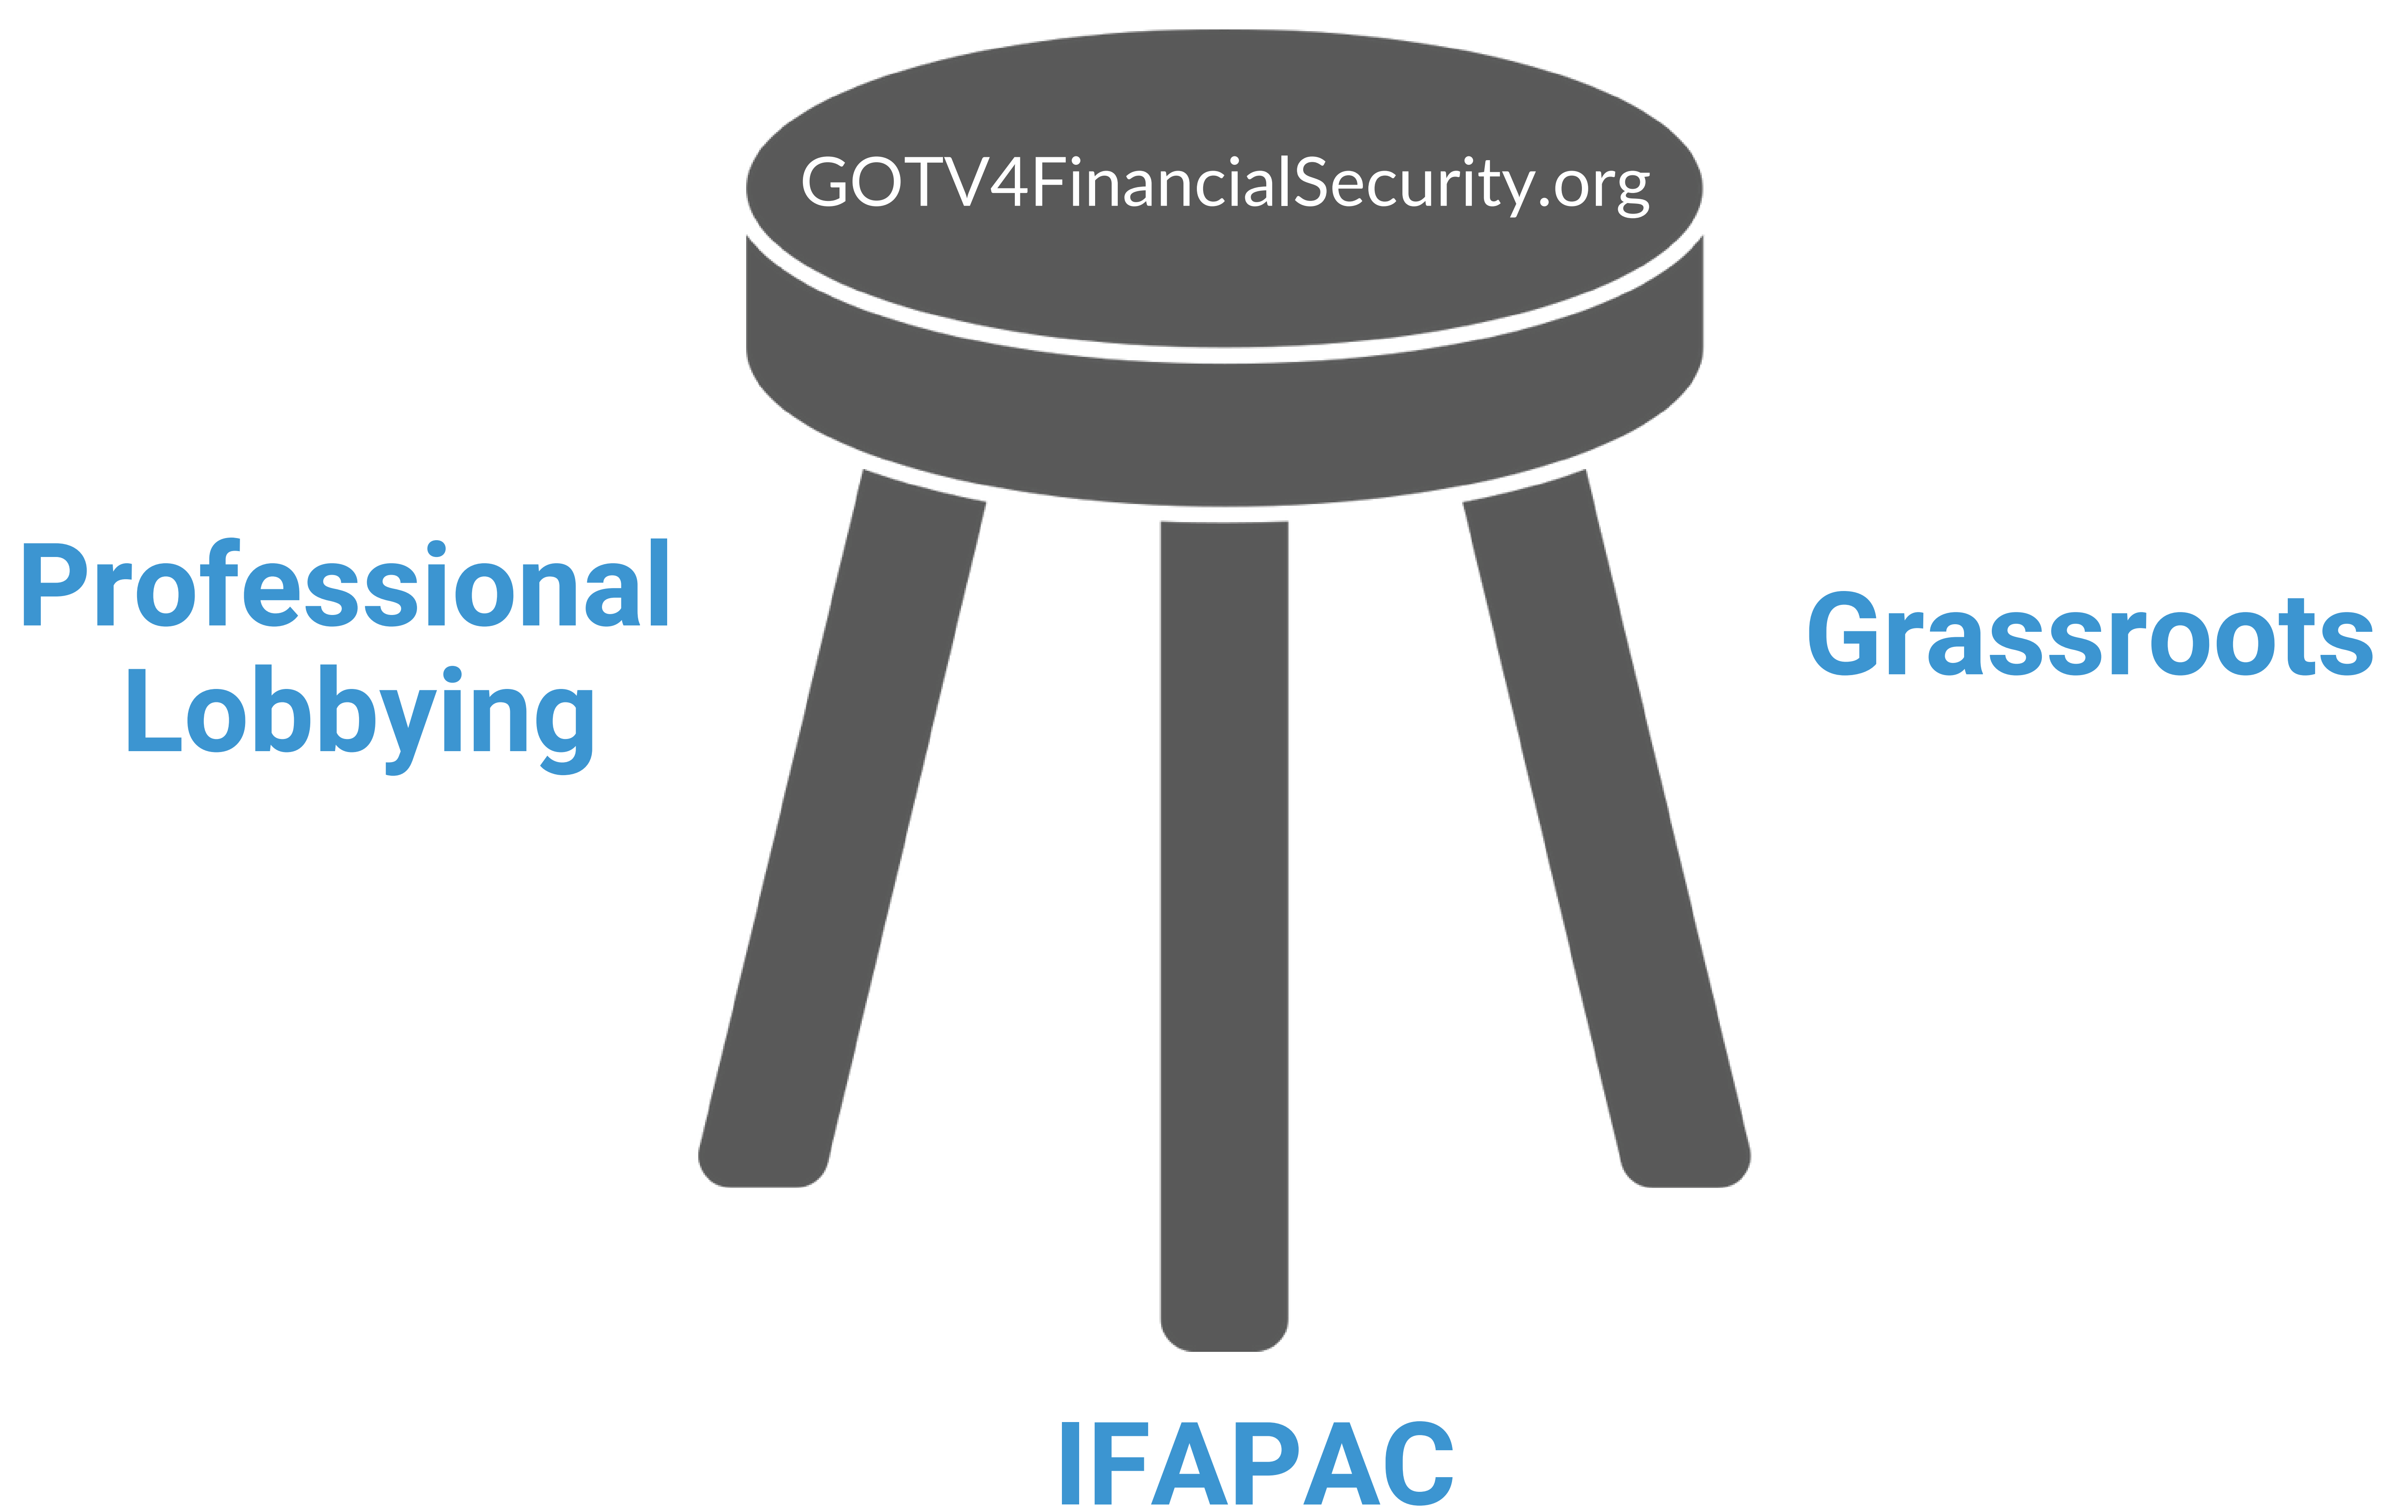 GOTV4FinancialSecurity.org
Professional
Lobbying
Grassroots
IFAPAC